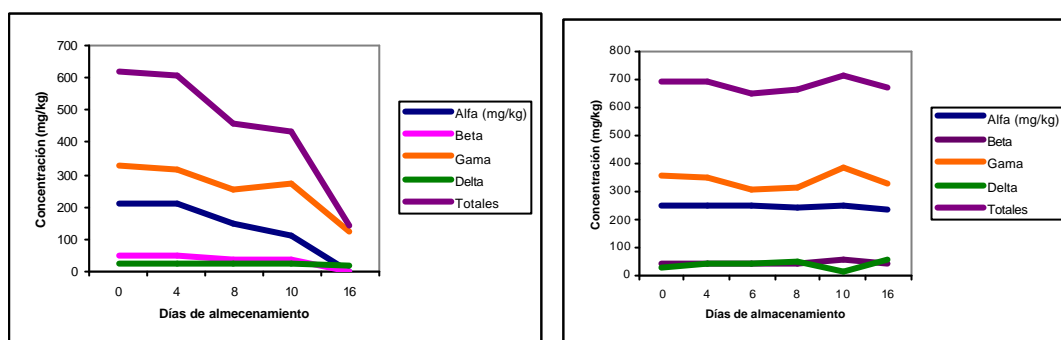 700
600
500
400
300
200
100
0
Concentración (mg/kg)
0 4 8 10 16
Días de almecenamiento
Alfa (mg/kg)
Beta
Gama
Delta
Totales
800
700
600
500
400
300
200
100
0
Concentración (mg/kg)
0 4 6 8 10 16
Días de almacenamiento
Alfa (mg/kg)
Beta
Gama
Delta
Totales